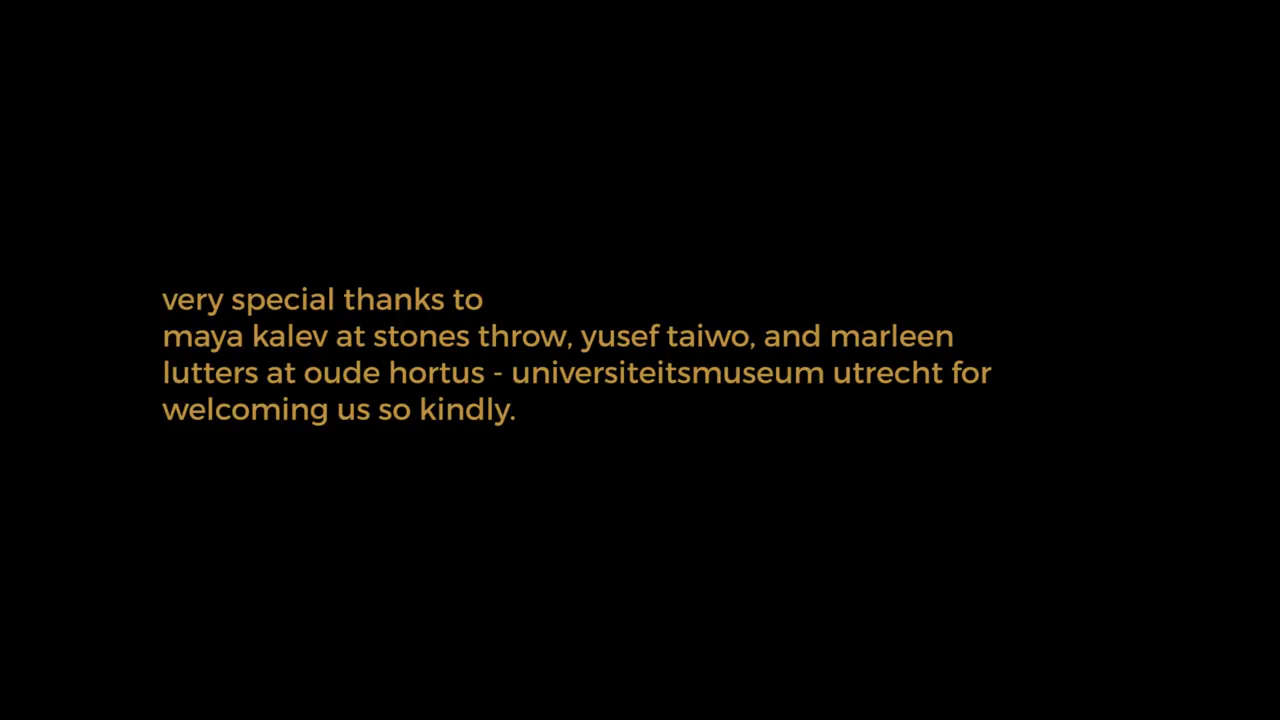 very special thanks to
maya kalev at stones throw, yusef taiwo, and marleen
lutters at oude hortus - universiteitsmuseum utrecht for
welcoming us so kindly.